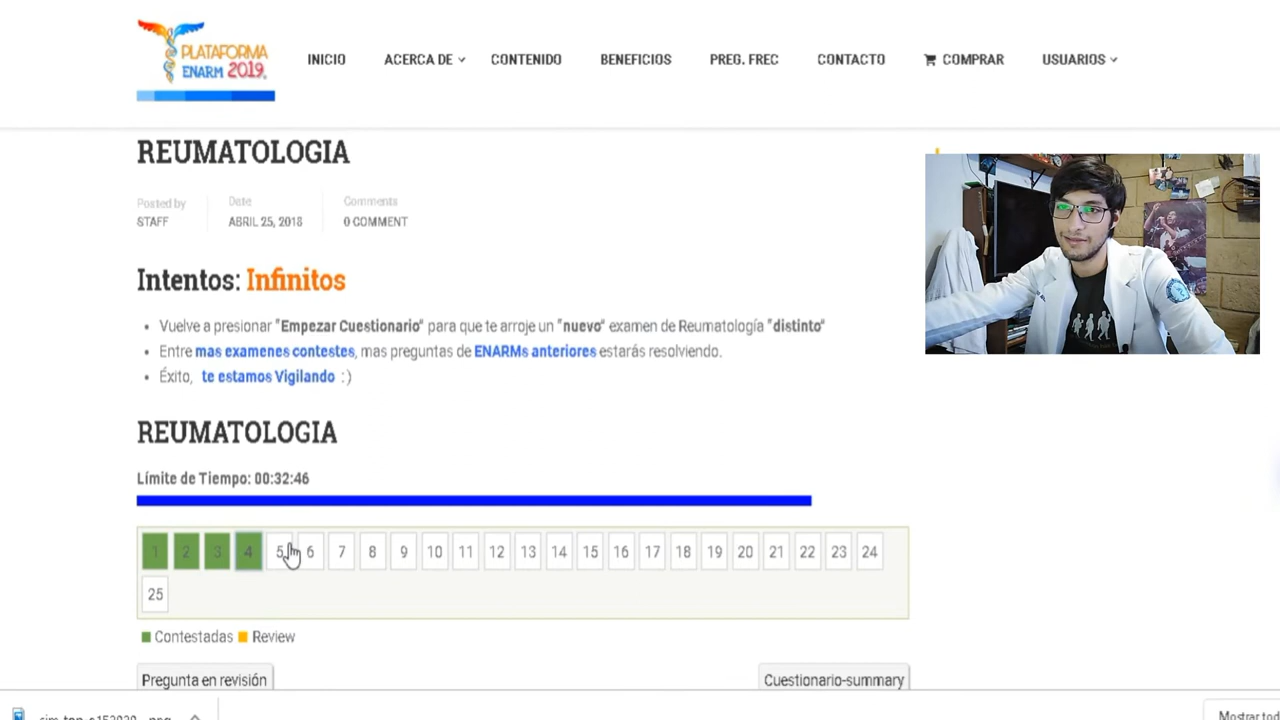 PLATAFORMA
ENARM 2019
INICIO
ACERCA DE
CONTENIDO
BENEFICIOS
PREG. FREC
CONTACTO
COMPRAR
USUARIOS
REUMATOLOGIA
Posted by
STAFF
Date
ABRIL 25, 2018
Comments
0 COMMENT
Intentos: Infinitos
• Vuelve a presionar "Empezar Cuestionario" para que te arroje un "nuevo" examen de Reumatología "distinto"
• Entre mas examenes contestes, mas preguntas de ENARMs anteriores estarás resolviendo.
• Éxito, te estamos Vigilando :)
REUMATOLOGIA
Límite de Tiempo: 00:32:46
1 2 3 4 5 6 7 8 9 10 11 12 13 14 15 16 17 18 19 20 21 22 23 24
25
Contestadas Review
Pregunta en revisión
Cuestionario-summary